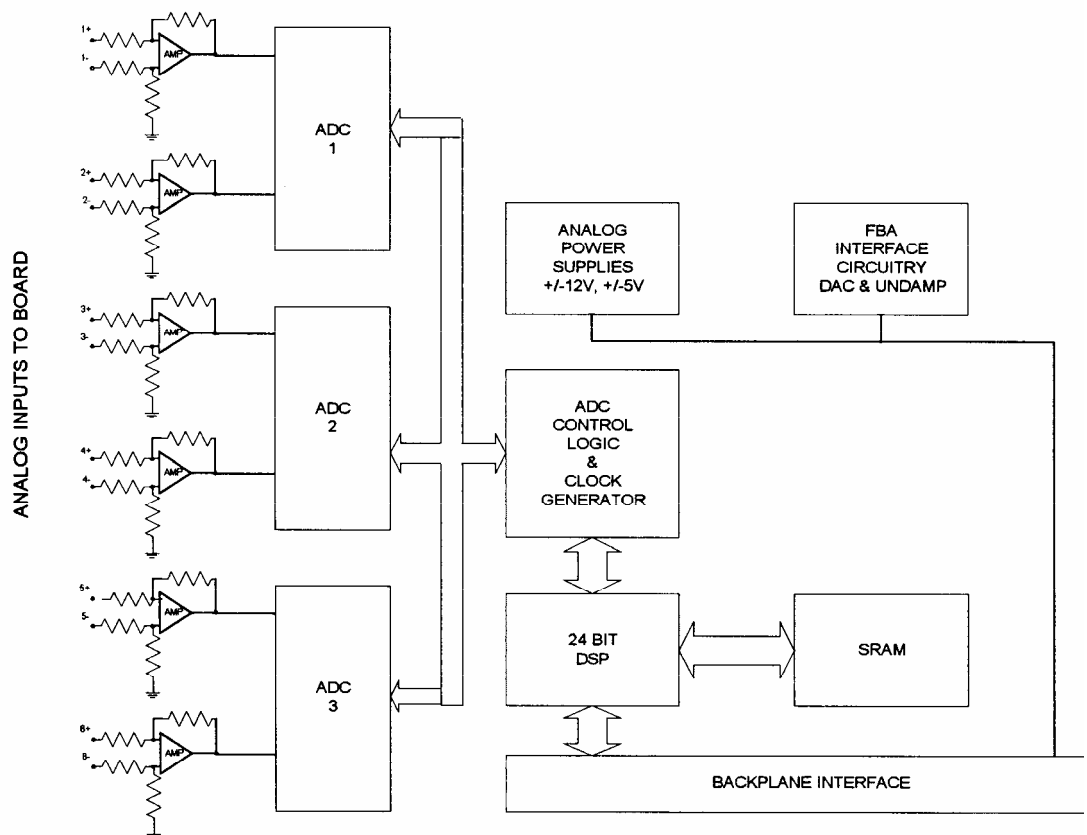 ANALOG INPUTS TO BOARD
1+
1-
AMP
2+
2-
AMP
ADC
1
3+
3-
AMP
4+
4-
AMP
ADC
2
5+
5-
AMP
6+
6-
AMP
ADC
3
ANALOG
POWER
SUPPLIES
+/-12V, +/-5V
FBA
INTERFACE
CIRCUITRY
DAC & UNDAMP
ADC
CONTROL
LOGIC
&
CLOCK
GENERATOR
24 BIT
DSP
SRAM
BACKPLANE INTERFACE